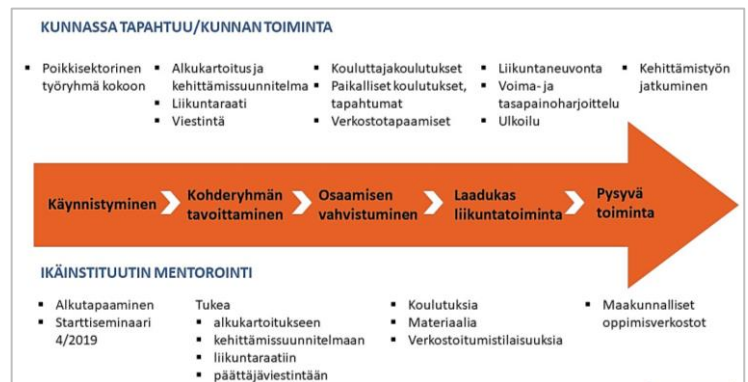 KUNNASSA TAPAHTUU/KUNNAN TOIMINTA
▪ Poikkisektorinen
työryhmä kokoon
▪ Alkukartoitus ja
kehittämissuunnitelma
▪ Liikuntaraati
▪ Viestintä
▪ Kouluttajakoulutukset
▪ Paikalliset koulutukset,
tapahtumat
▪ Verkostotapaamiset
▪ Liikuntaneuvonta
▪ Voima- ja
tasapainoharjoittelu
▪ Ulkoilu
▪ Kehittämistyön
jatkuminen
Käynnistyminen
Kohderyhmän
tavoittaminen
Osaamisen
vahvistuminen
Laadukas
liikuntatoiminta
Pysyvä
toiminta
IKÄINSTITUUTIN MENTOROINTI
▪ Alkutapaaminen
▪ Starttiseminaari
4/2019
Tukea
▪ alkukartoitukseen
▪ kehittämissuunnitelmaan
▪ liikuntaraatiin
▪ päättäjäviestintään
▪ Koulutuksia
▪ Materiaalia
▪ Verkostoitumistilaisuuksia
▪ Maakunnalliset
oppimisverkostot